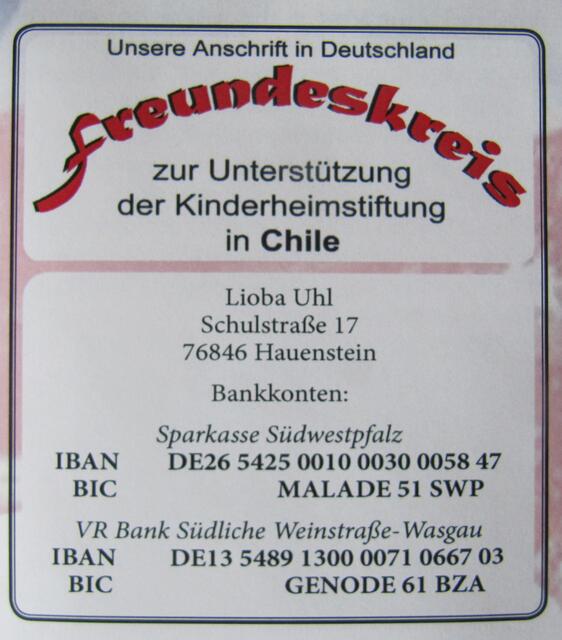 Unsere Anschrift in Deutschland
freundeskreis
zur Unterstützung
der Kinderheimstiftung
in Chile
Lioba Uhl
Schulstraße 17
76846 Hauenstein
Bankkonten:
Sparkasse Südwestpfalz
IBAN DE26 5425 0010 0030 0058 47
BIC MALADE 51 SWP
VR Bank Südliche Weinstraße-Wasgau
IBAN DE13 5489 1300 0071 0667 03
BIC GENODE 61 BZA